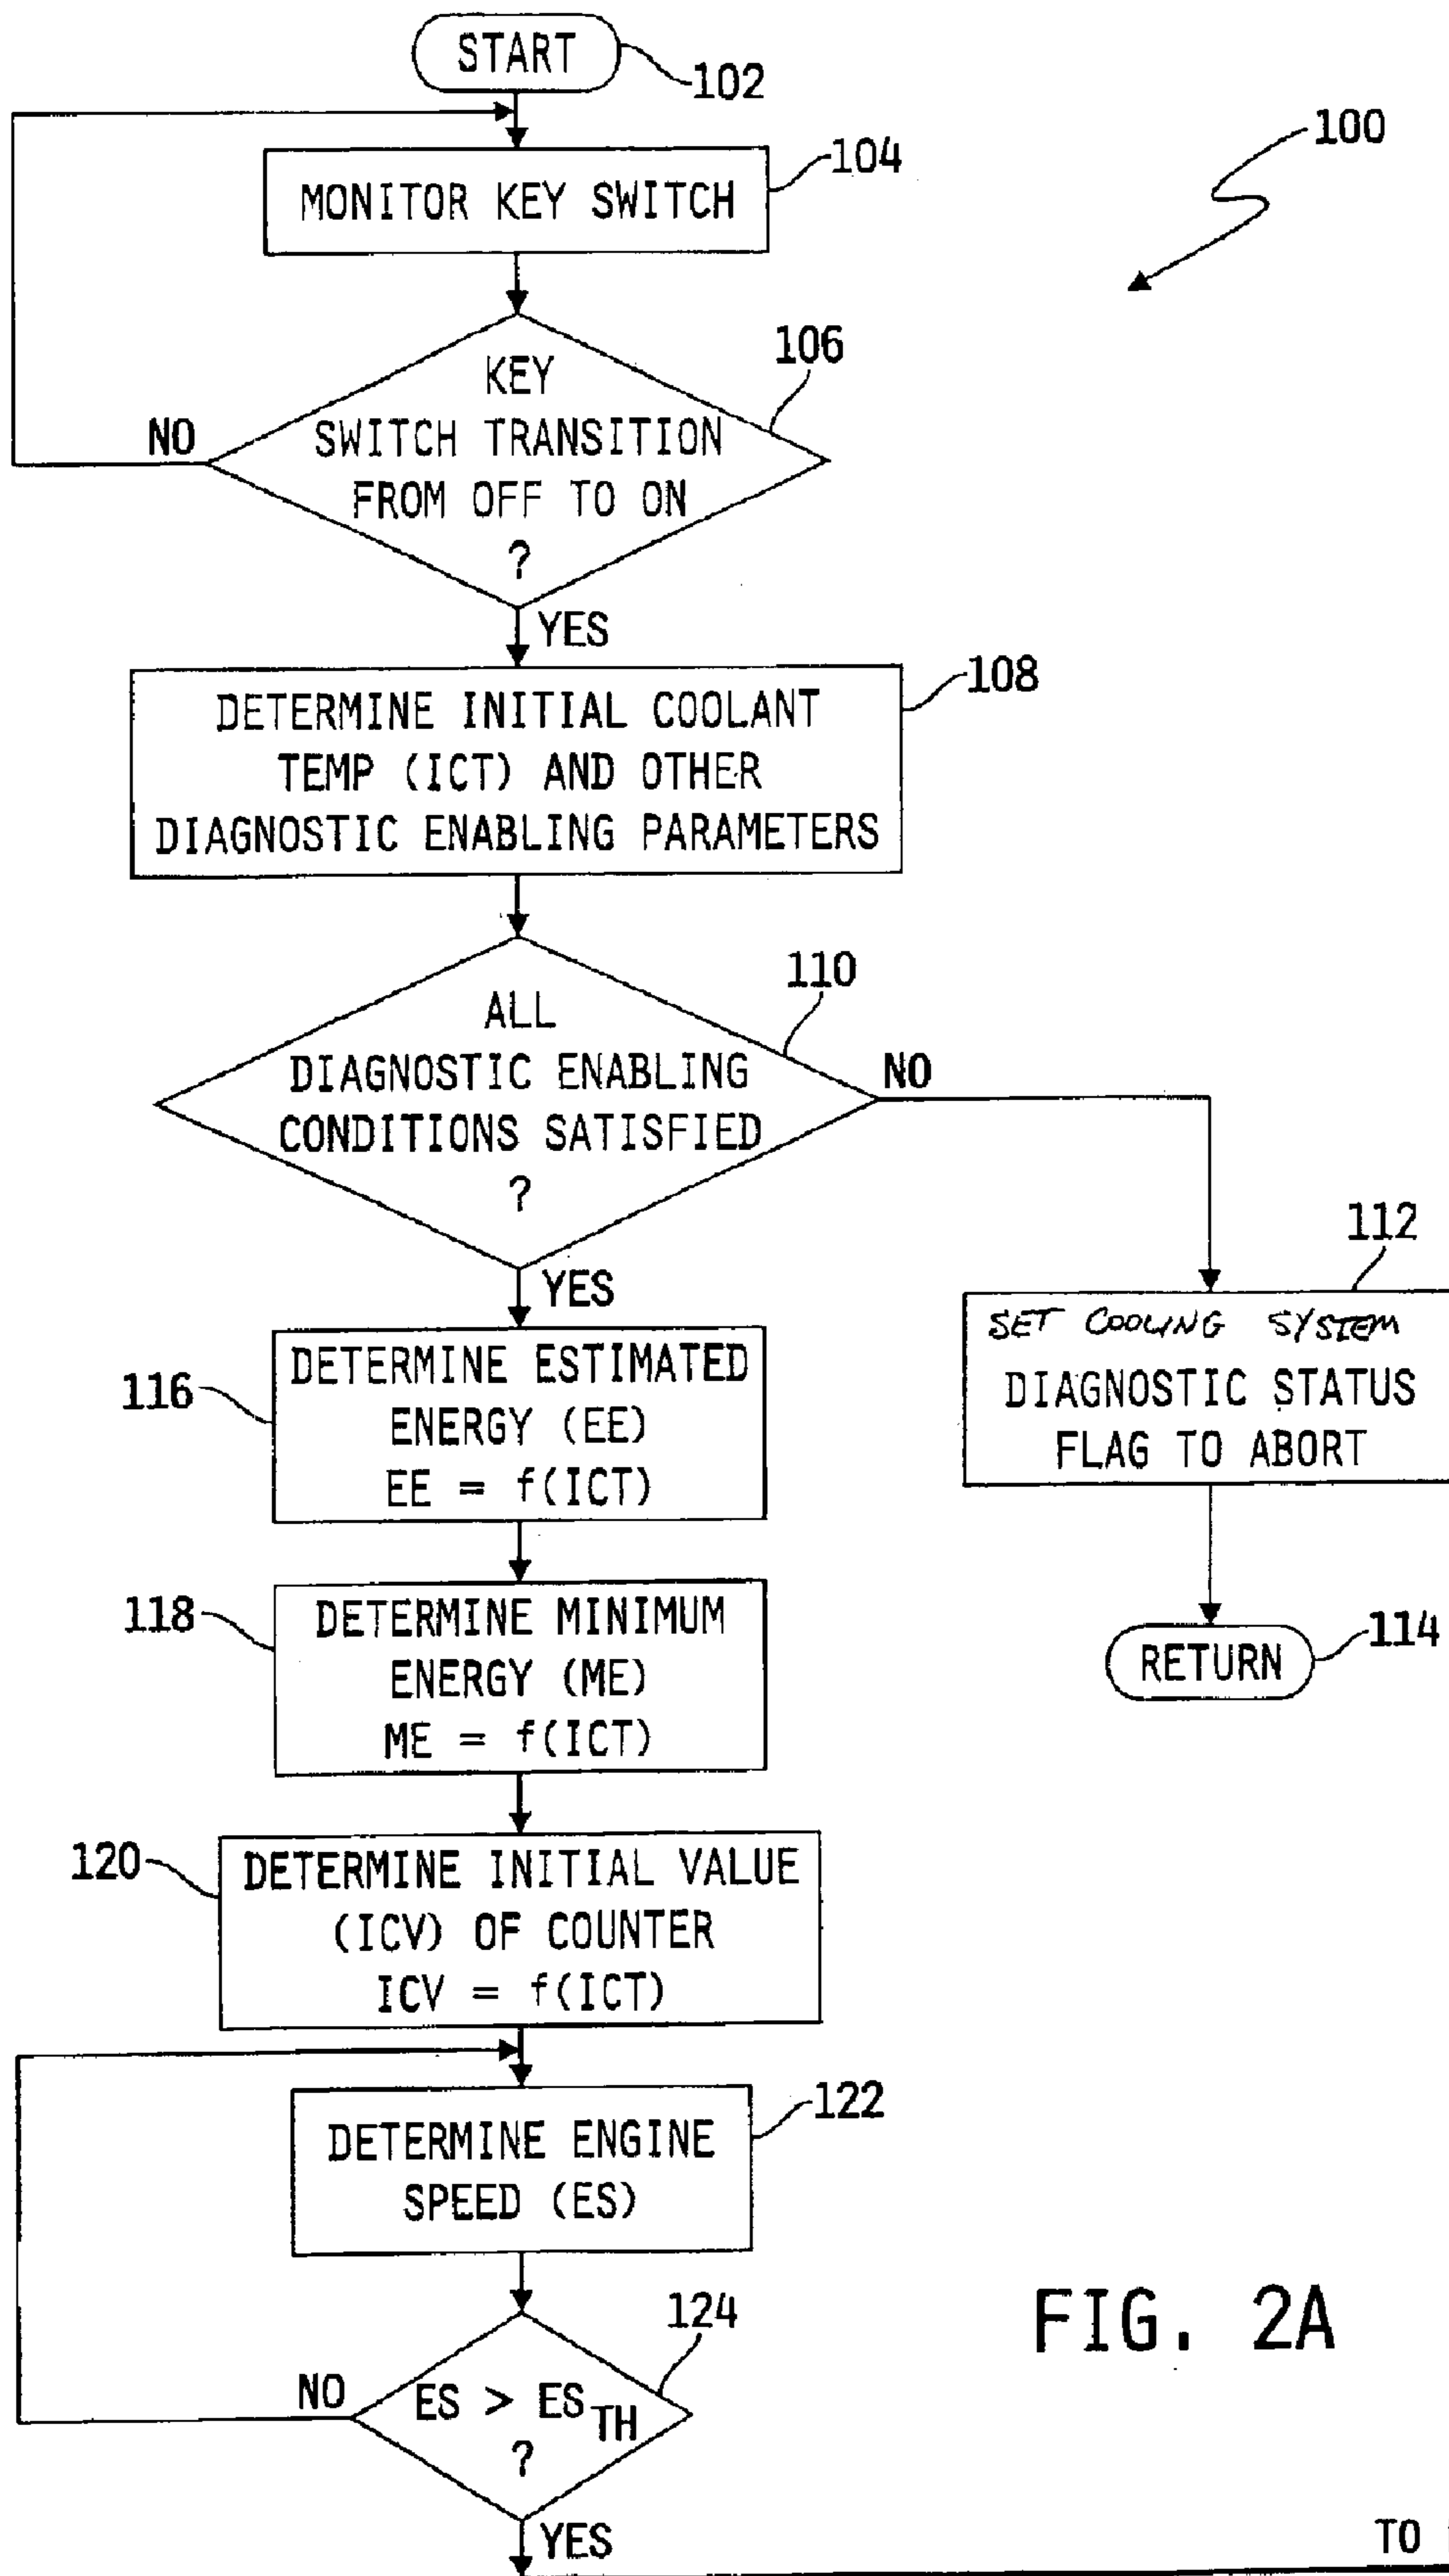 START
102
100
104
MONITOR KEY SWITCH
106
KEY
SWITCH TRANSITION
FROM OFF TO ON
?
NO
YES
108
DETERMINE INITIAL COOLANT
TEMP (ICT) AND OTHER
DIAGNOSTIC ENABLING PARAMETERS
110
ALL
DIAGNOSTIC ENABLING
CONDITIONS SATISFIED
?
NO
YES
112
SET COOLING SYSTEM
DIAGNOSTIC STATUS
FLAG TO ABORT
114
RETURN
116
DETERMINE ESTIMATED
ENERGY (EE)
EE = f(ICT)
118
DETERMINE MINIMUM
ENERGY (ME)
ME = f(ICT)
120
DETERMINE INITIAL VALUE
(ICV) OF COUNTER
ICV = f(ICT)
122
DETERMINE ENGINE
SPEED (ES)
124
NO
ES > ES TH
?
YES
FIG. 2A
TO